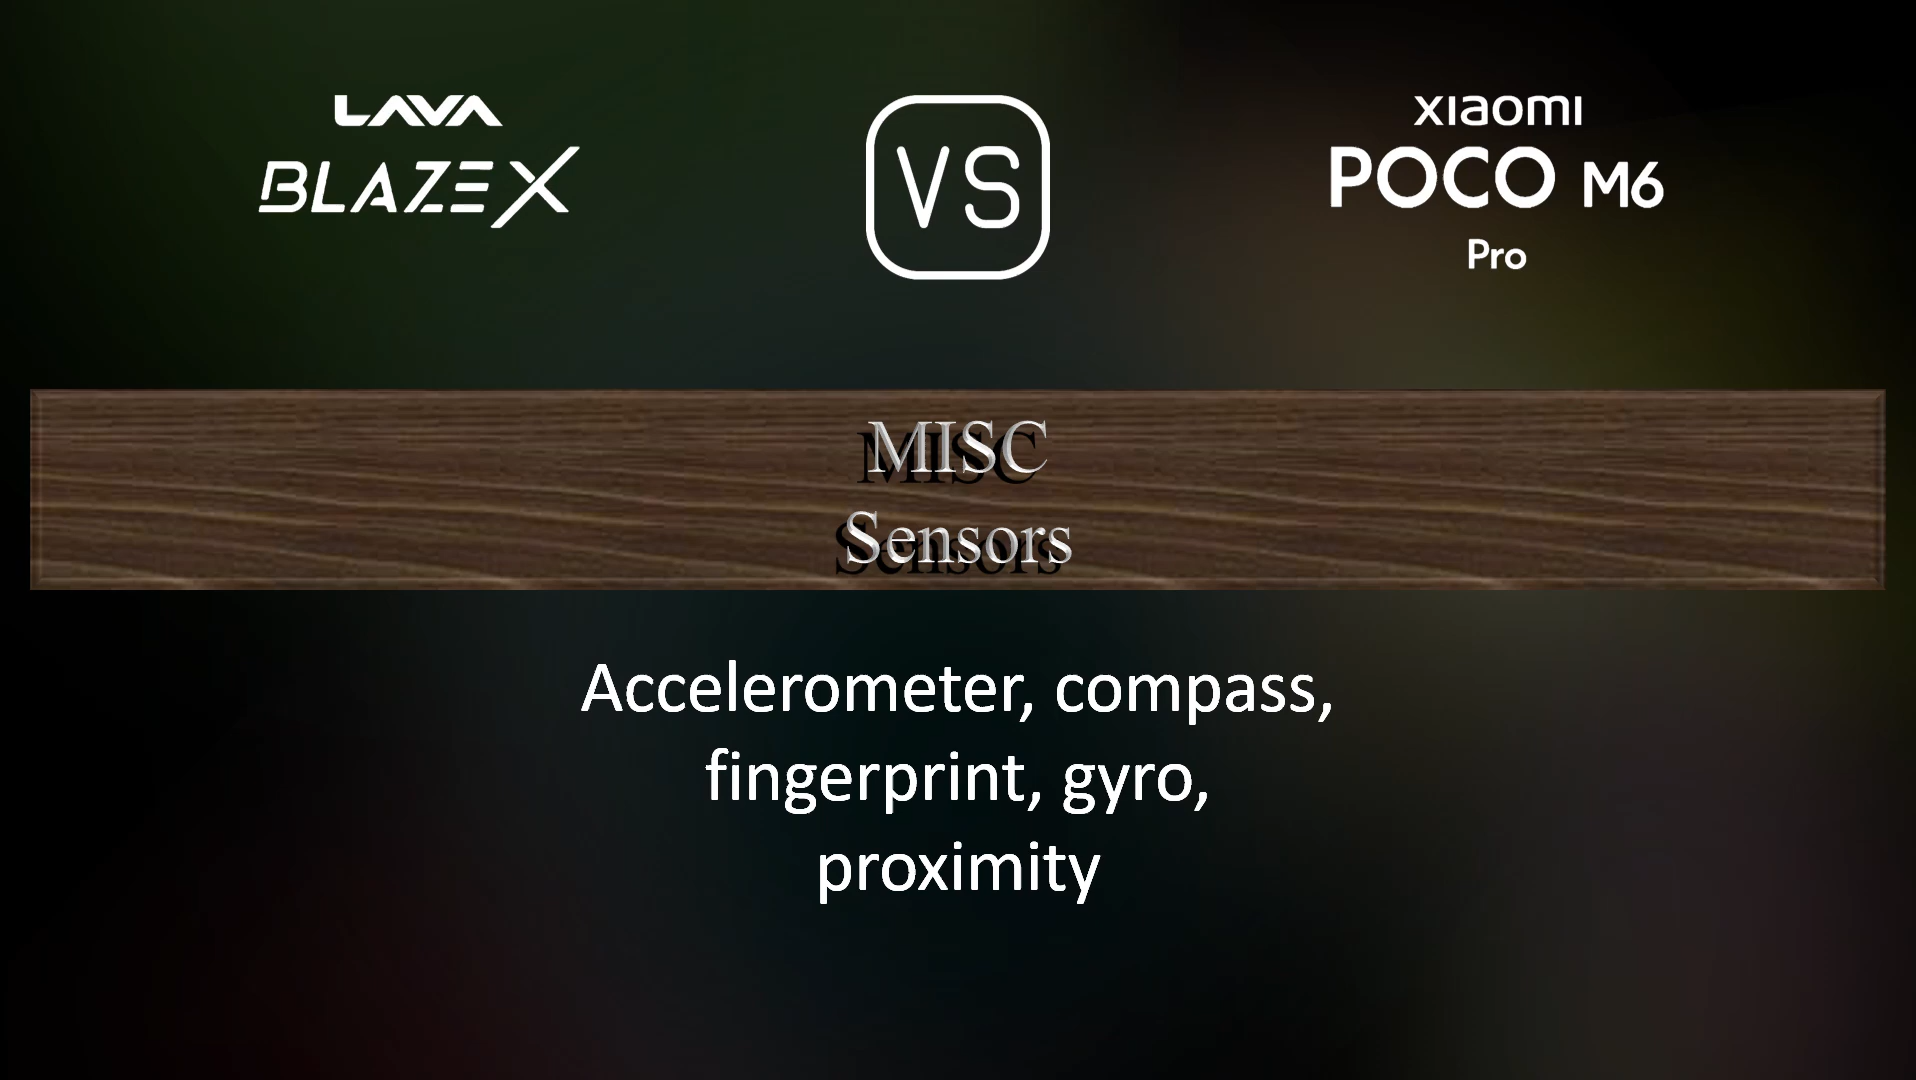 LAVA
BLAZE X
VS
xiaomi
POCO M6
Pro
MISC
Sensors
Accelerometer, compass,
fingerprint, gyro,
proximity